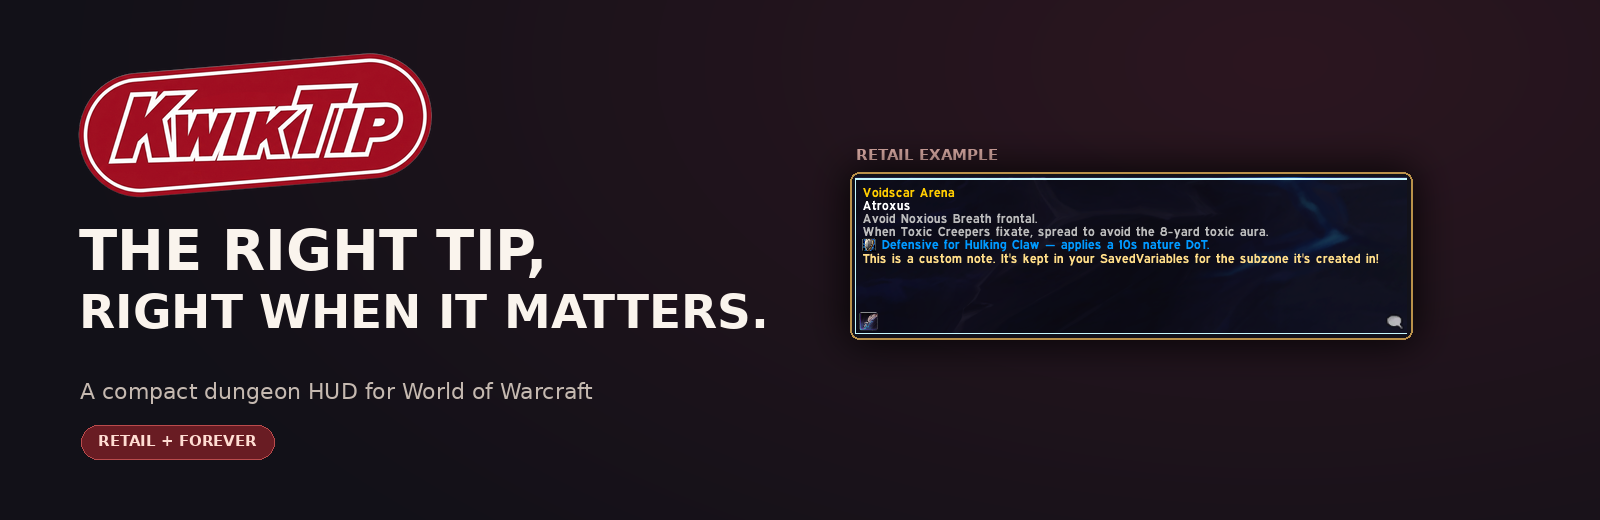 KWIKTIP
THE RIGHT TIP,
RIGHT WHEN IT MATTERS.
A compact dungeon HUD for World of Warcraft
RETAIL + FOREVER
RETAIL EXAMPLE
Voidscar Arena
Atroxus
Avoid Noxious Breath frontal.
When Toxic Creepers fixate, spread to avoid the 8-yard toxic aura.
Defensive for Hulking Claw — applies a 10s nature DoT.
This is a custom note. It's kept in your SavedVariables for the subzone it's created in!